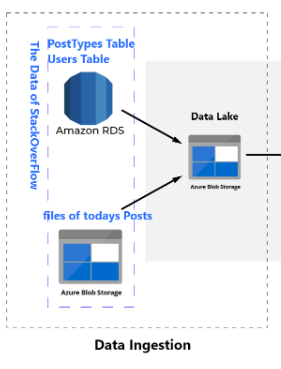 The Data of StackOverFlow
PostTypes Table
Users Table
Amazon RDS
Data Lake
Azure Blob Storage
files of todays Posts
Azure Blob Storage
Data Ingestion